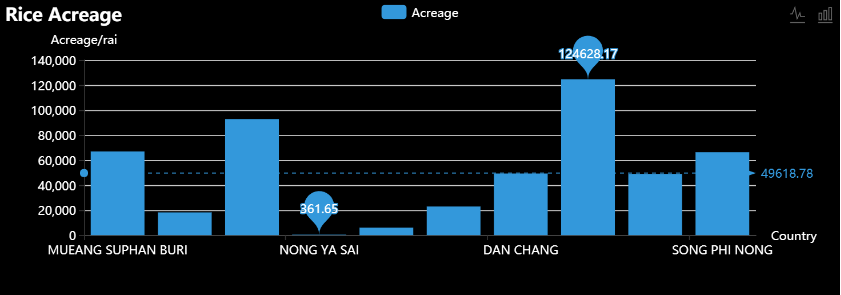 Rice Acreage
Acreage
Acreage/rai
140,000
120,000
100,000
80,000
60,000
40,000
20,000
0
124628.17
361.65
49618.78
MUEANG SUPHAN BURI
NONG YA SAI
DAN CHANG
SONG PHI NONG
Country